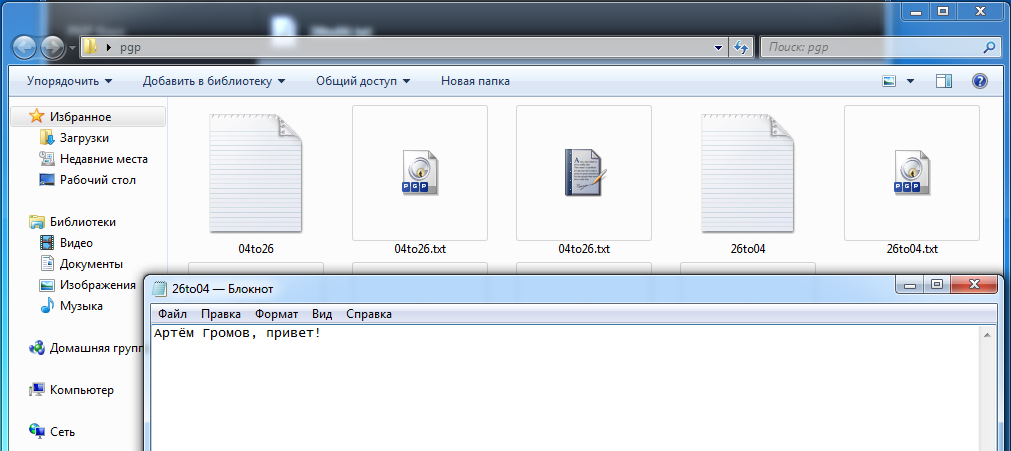 pgp
Поиск: pgp
Упорядочить
Добавить в библиотеку
Общий доступ
Новая папка
Избранное
Загрузки
Недавние места
Рабочий стол
Библиотеки
Видео
Документы
Изображения
Музыка
Домашняя групп
Компьютер
Сеть
PGP
PGP
04to26
04to26.txt
04to26.txt
26to04
26to04.txt
26to04 — Блокнот
Файл
Правка
Формат
Вид
Справка
Артём Громов, привет!